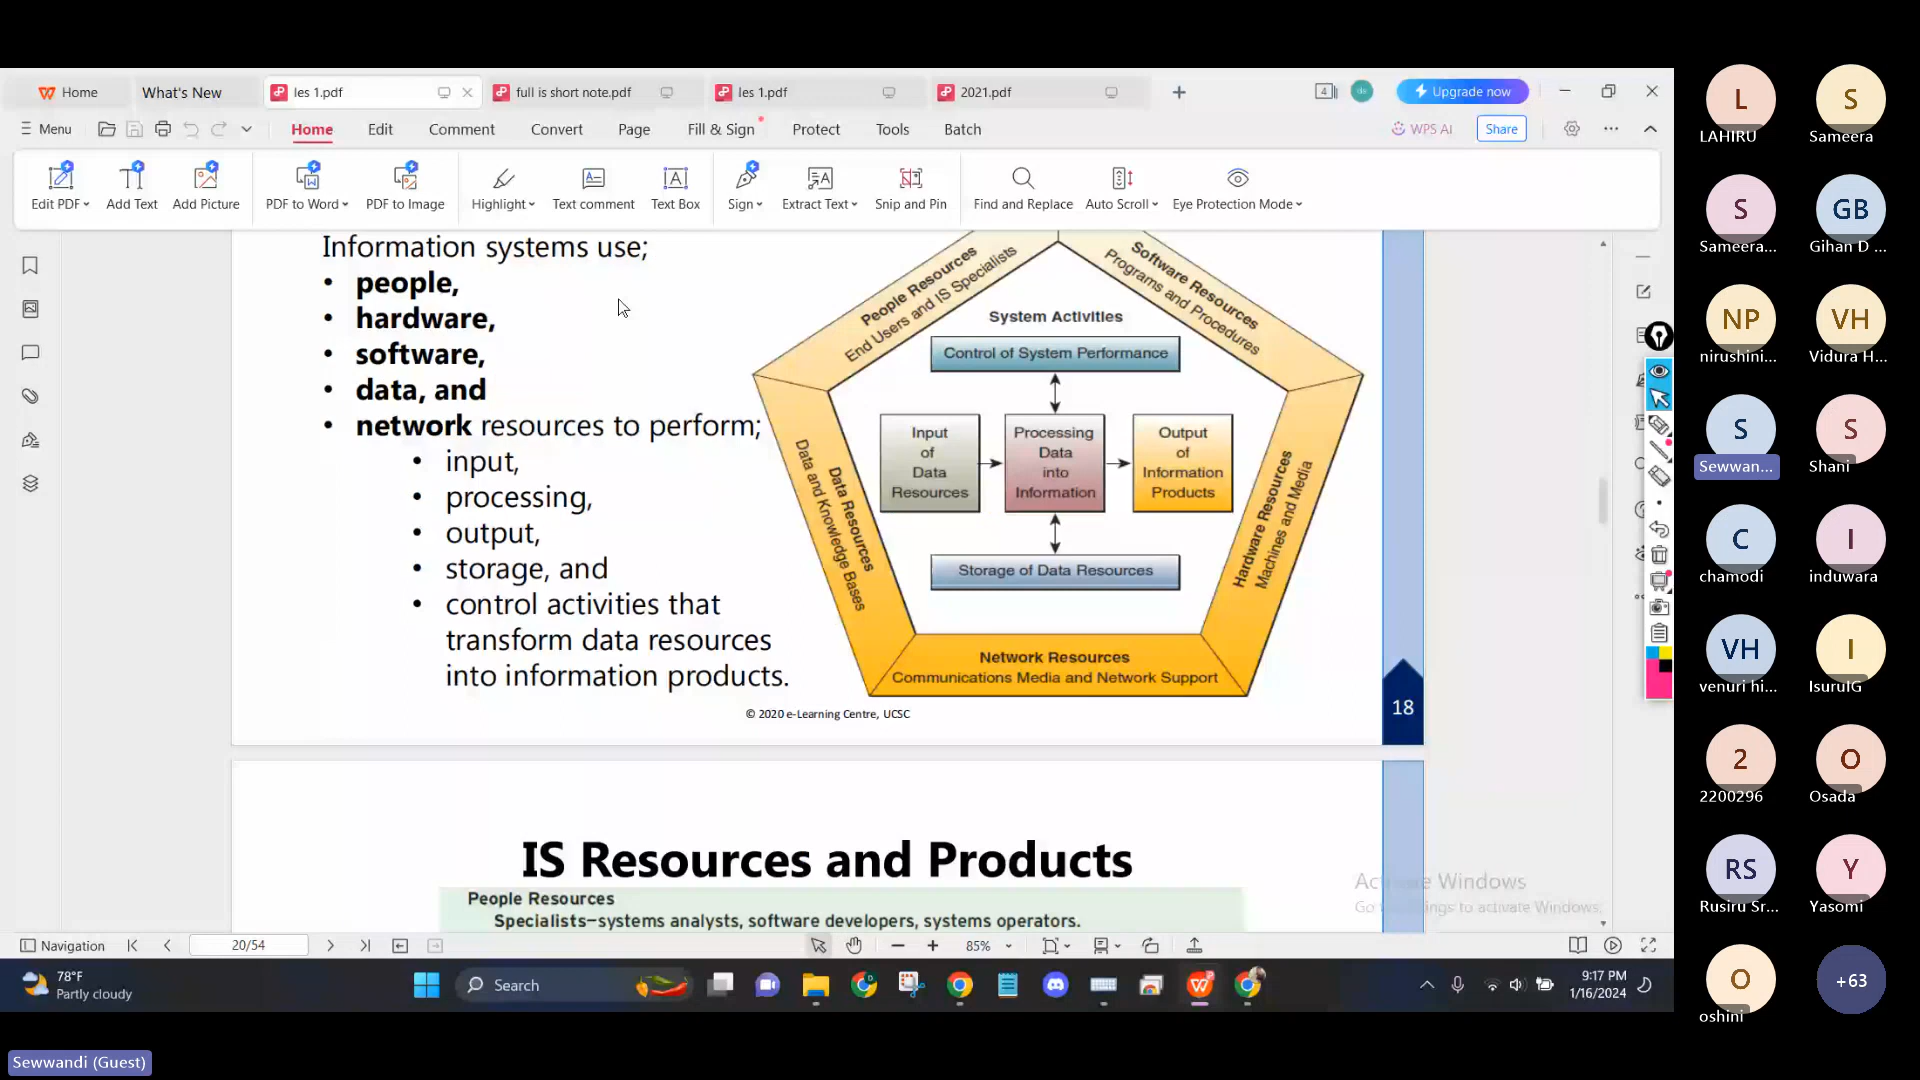 Home
What's New
les 1.pdf
full is short note.pdf
les 1.pdf
2021.pdf
4
Upgrade now
Menu
Home
Edit
Comment
Convert
Page
Fill & Sign
Protect
Tools
Batch
WPS AI
Share
Edit PDF
Add Text
Add Picture
PDF to Word
PDF to Image
Highlight
Text comment
Text Box
Sign
Extract Text
Snip and Pin
Find and Replace
Auto Scroll
Eye Protection Mode
Information systems use;
• people,
• hardware,
• software,
• data, and
• network resources to perform;
• input,
• processing,
• output,
• storage, and
• control activities that
transform data resources
into information products.
People Resources
End Users and IS Specialists
Software Resources
Programs and Procedures
System Activities
Control of System Performance
Input
of
Data
Resources
Processing
Data
into
Information
Output
of
Information
Products
Storage of Data Resources
Data Resources
Data and Knowledge Bases
Hardware Resources
Machines and Media
Network Resources
Communications Media and Network Support
© 2020 e-Learning Centre, UCSC
18
IS Resources and Products
People Resources
Specialists—systems analysts, software developers, systems operators.
Navigation
20/54
85%
78°F
Partly cloudy
Search
9:17 PM
1/16/2024
Sewwandi (Guest)
L
LAHIRU
S
Sameera
S
Sameera...
GB
Gihan D ...
NP
nirushini...
VH
Vidura H...
S
Sewwan...
S
Shani
C
chamodi
I
induwara
VH
venuri hi...
I
IsuruIG
2
2200296
O
Osada
RS
Rusiru Sr...
Y
Yasomi
O
oshini
+63